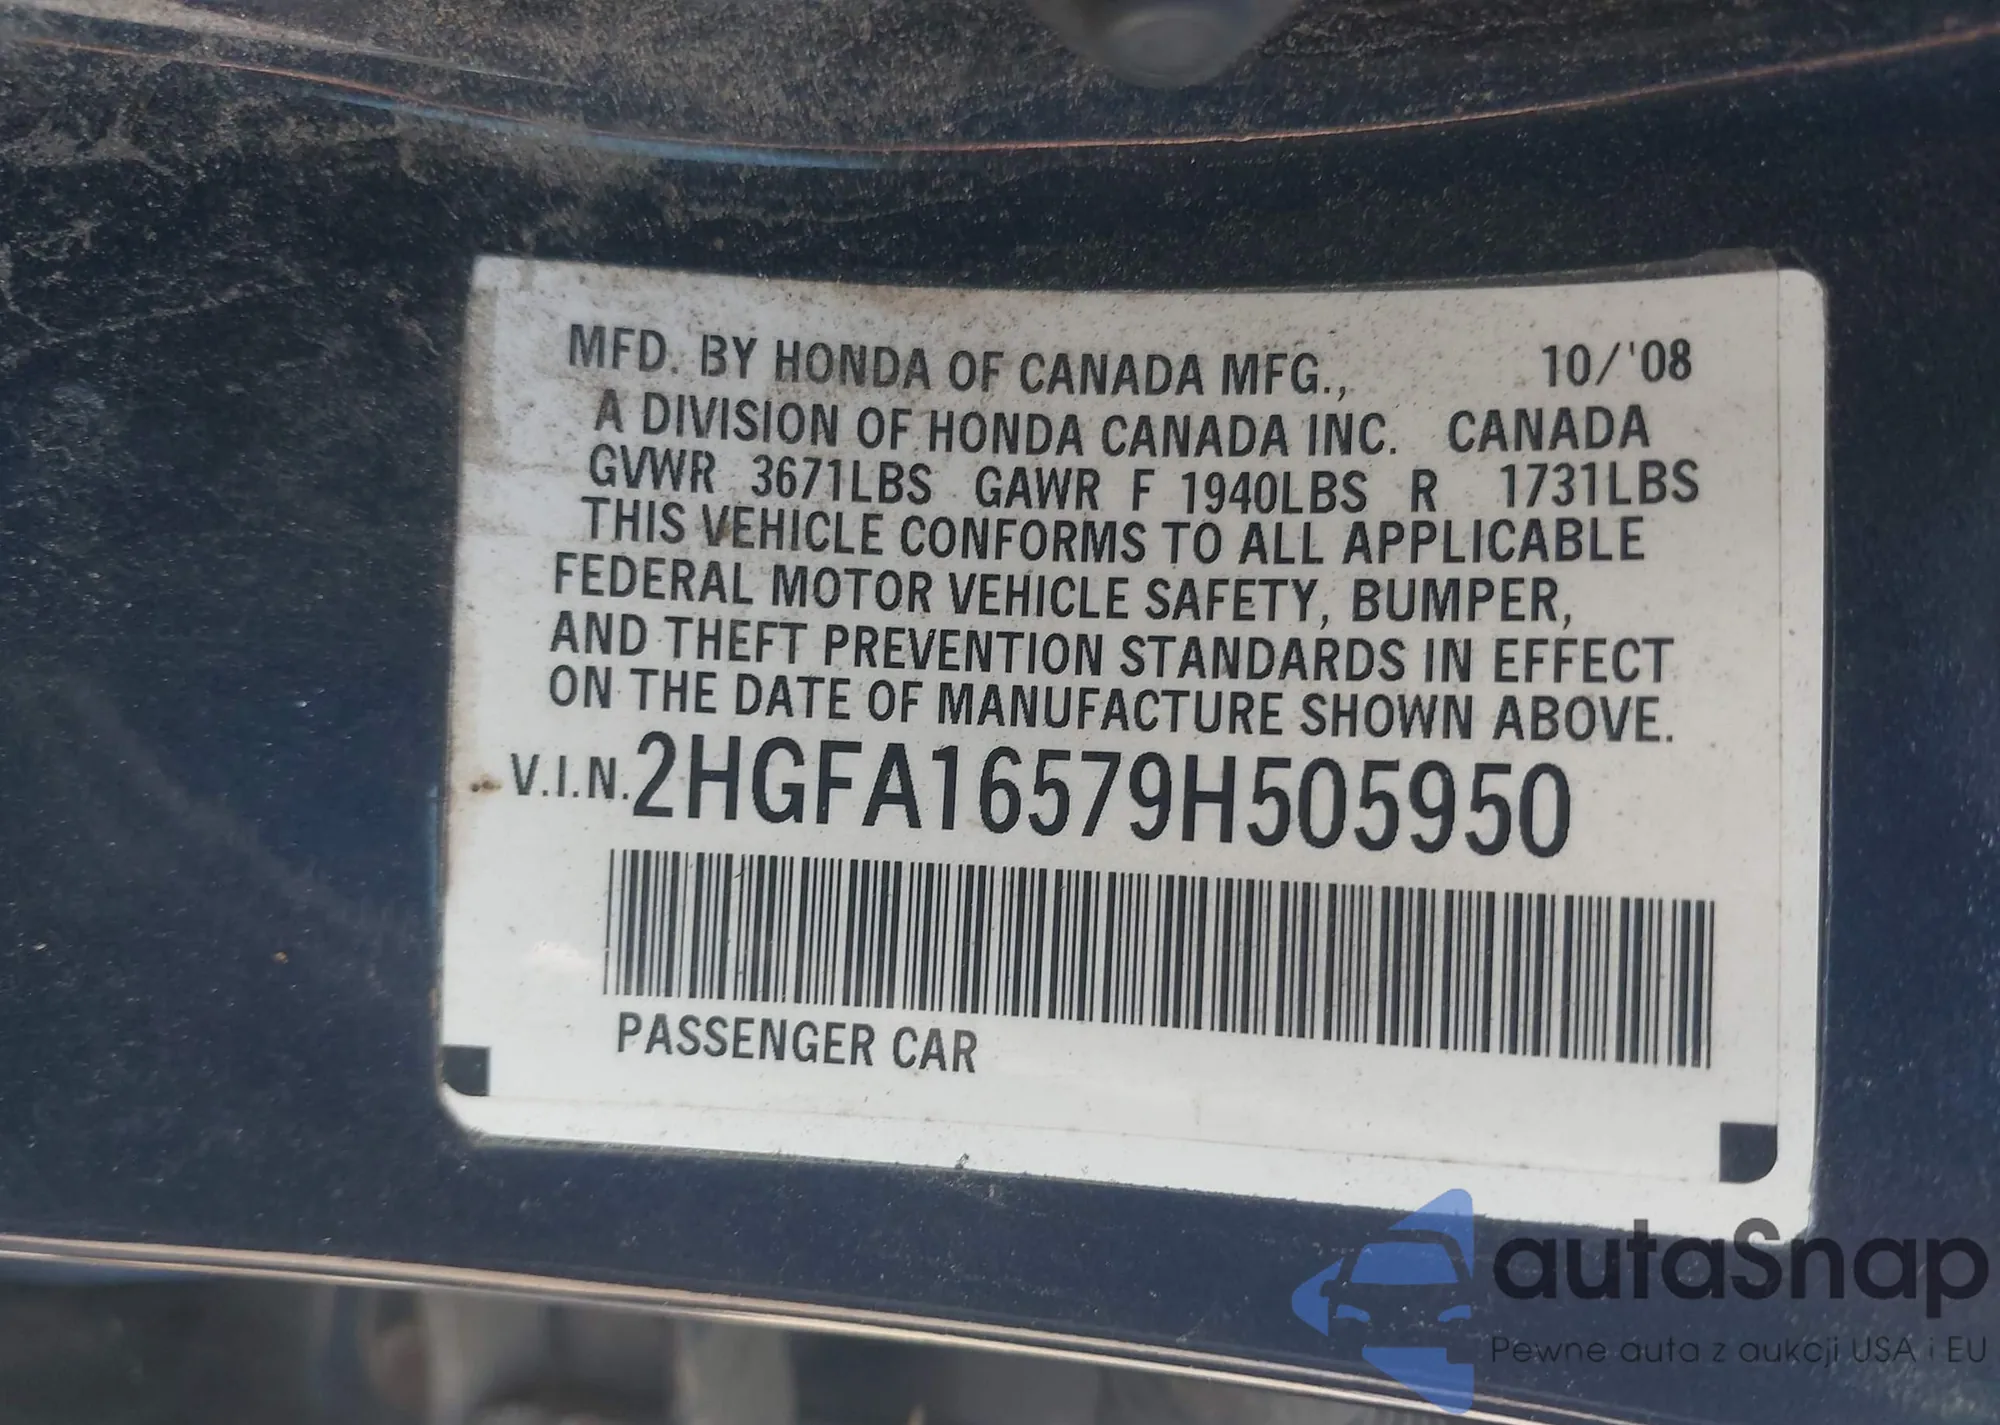 MFD. BY HONDA OF CANADA MFG., 10/'08
A DIVISION OF HONDA CANADA INC. CANADA
GVWR 3671LBS GAWR F 1940LBS R 1731LBS
THIS VEHICLE CONFORMS TO ALL APPLICABLE
FEDERAL MOTOR VEHICLE SAFETY, BUMPER,
AND THEFT PREVENTION STANDARDS IN EFFECT
ON THE DATE OF MANUFACTURE SHOWN ABOVE.
V.I.N. 2HGFA16579H505950
PASSENGER CAR
autaSnap
Pewne auta z aukcji USA i EU